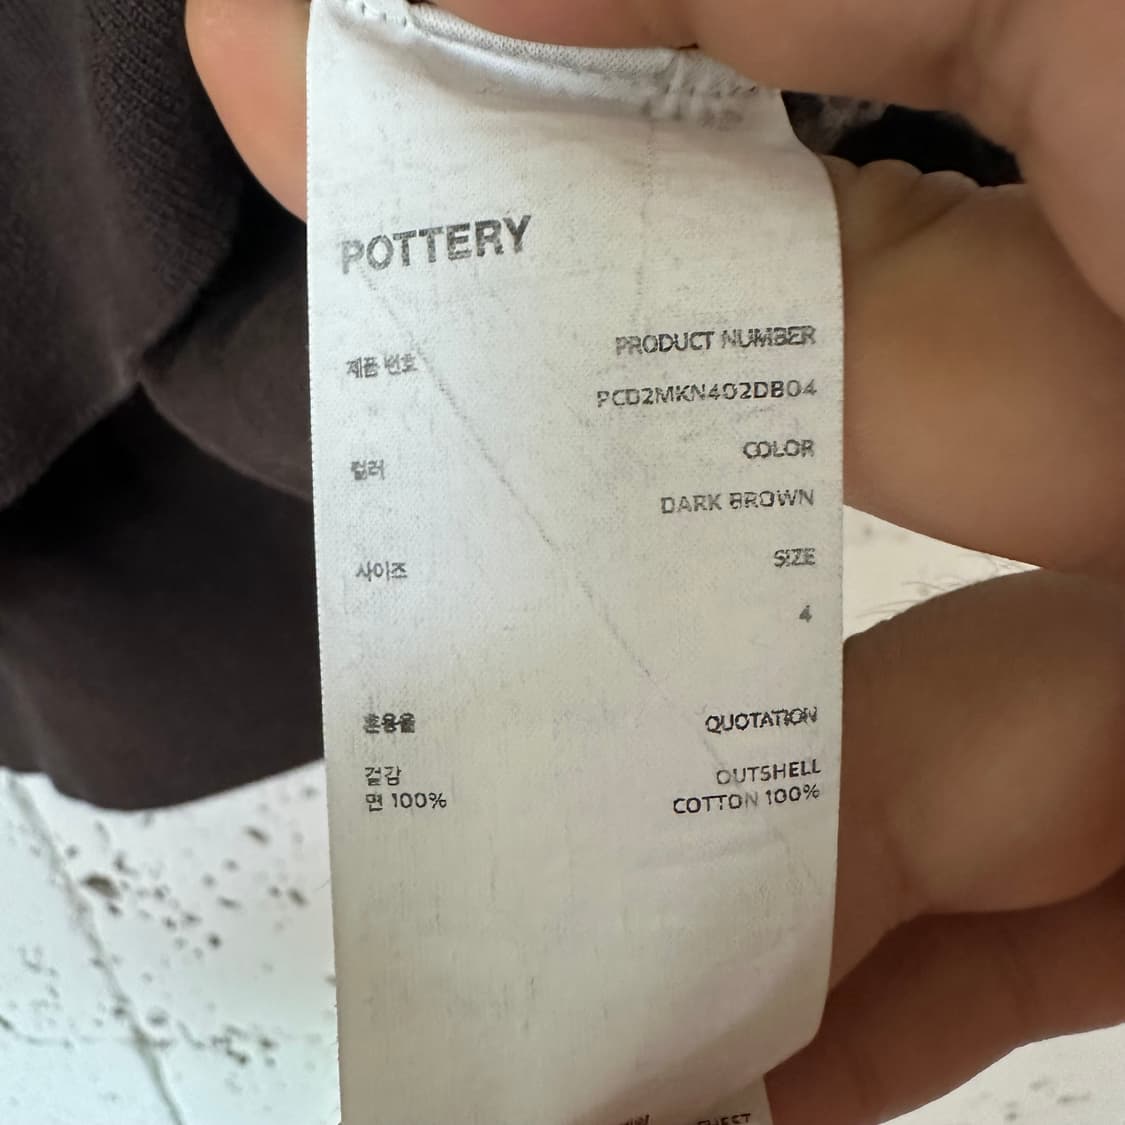 POTTERY
제품 번호
PRODUCT NUMBER
PCD2MKN402DB04
컬러
COLOR
DARK BROWN
사이즈
SIZE
4
혼용율
QUOTATION
겉감
OUTSHELL
면 100%
COTTON 100%